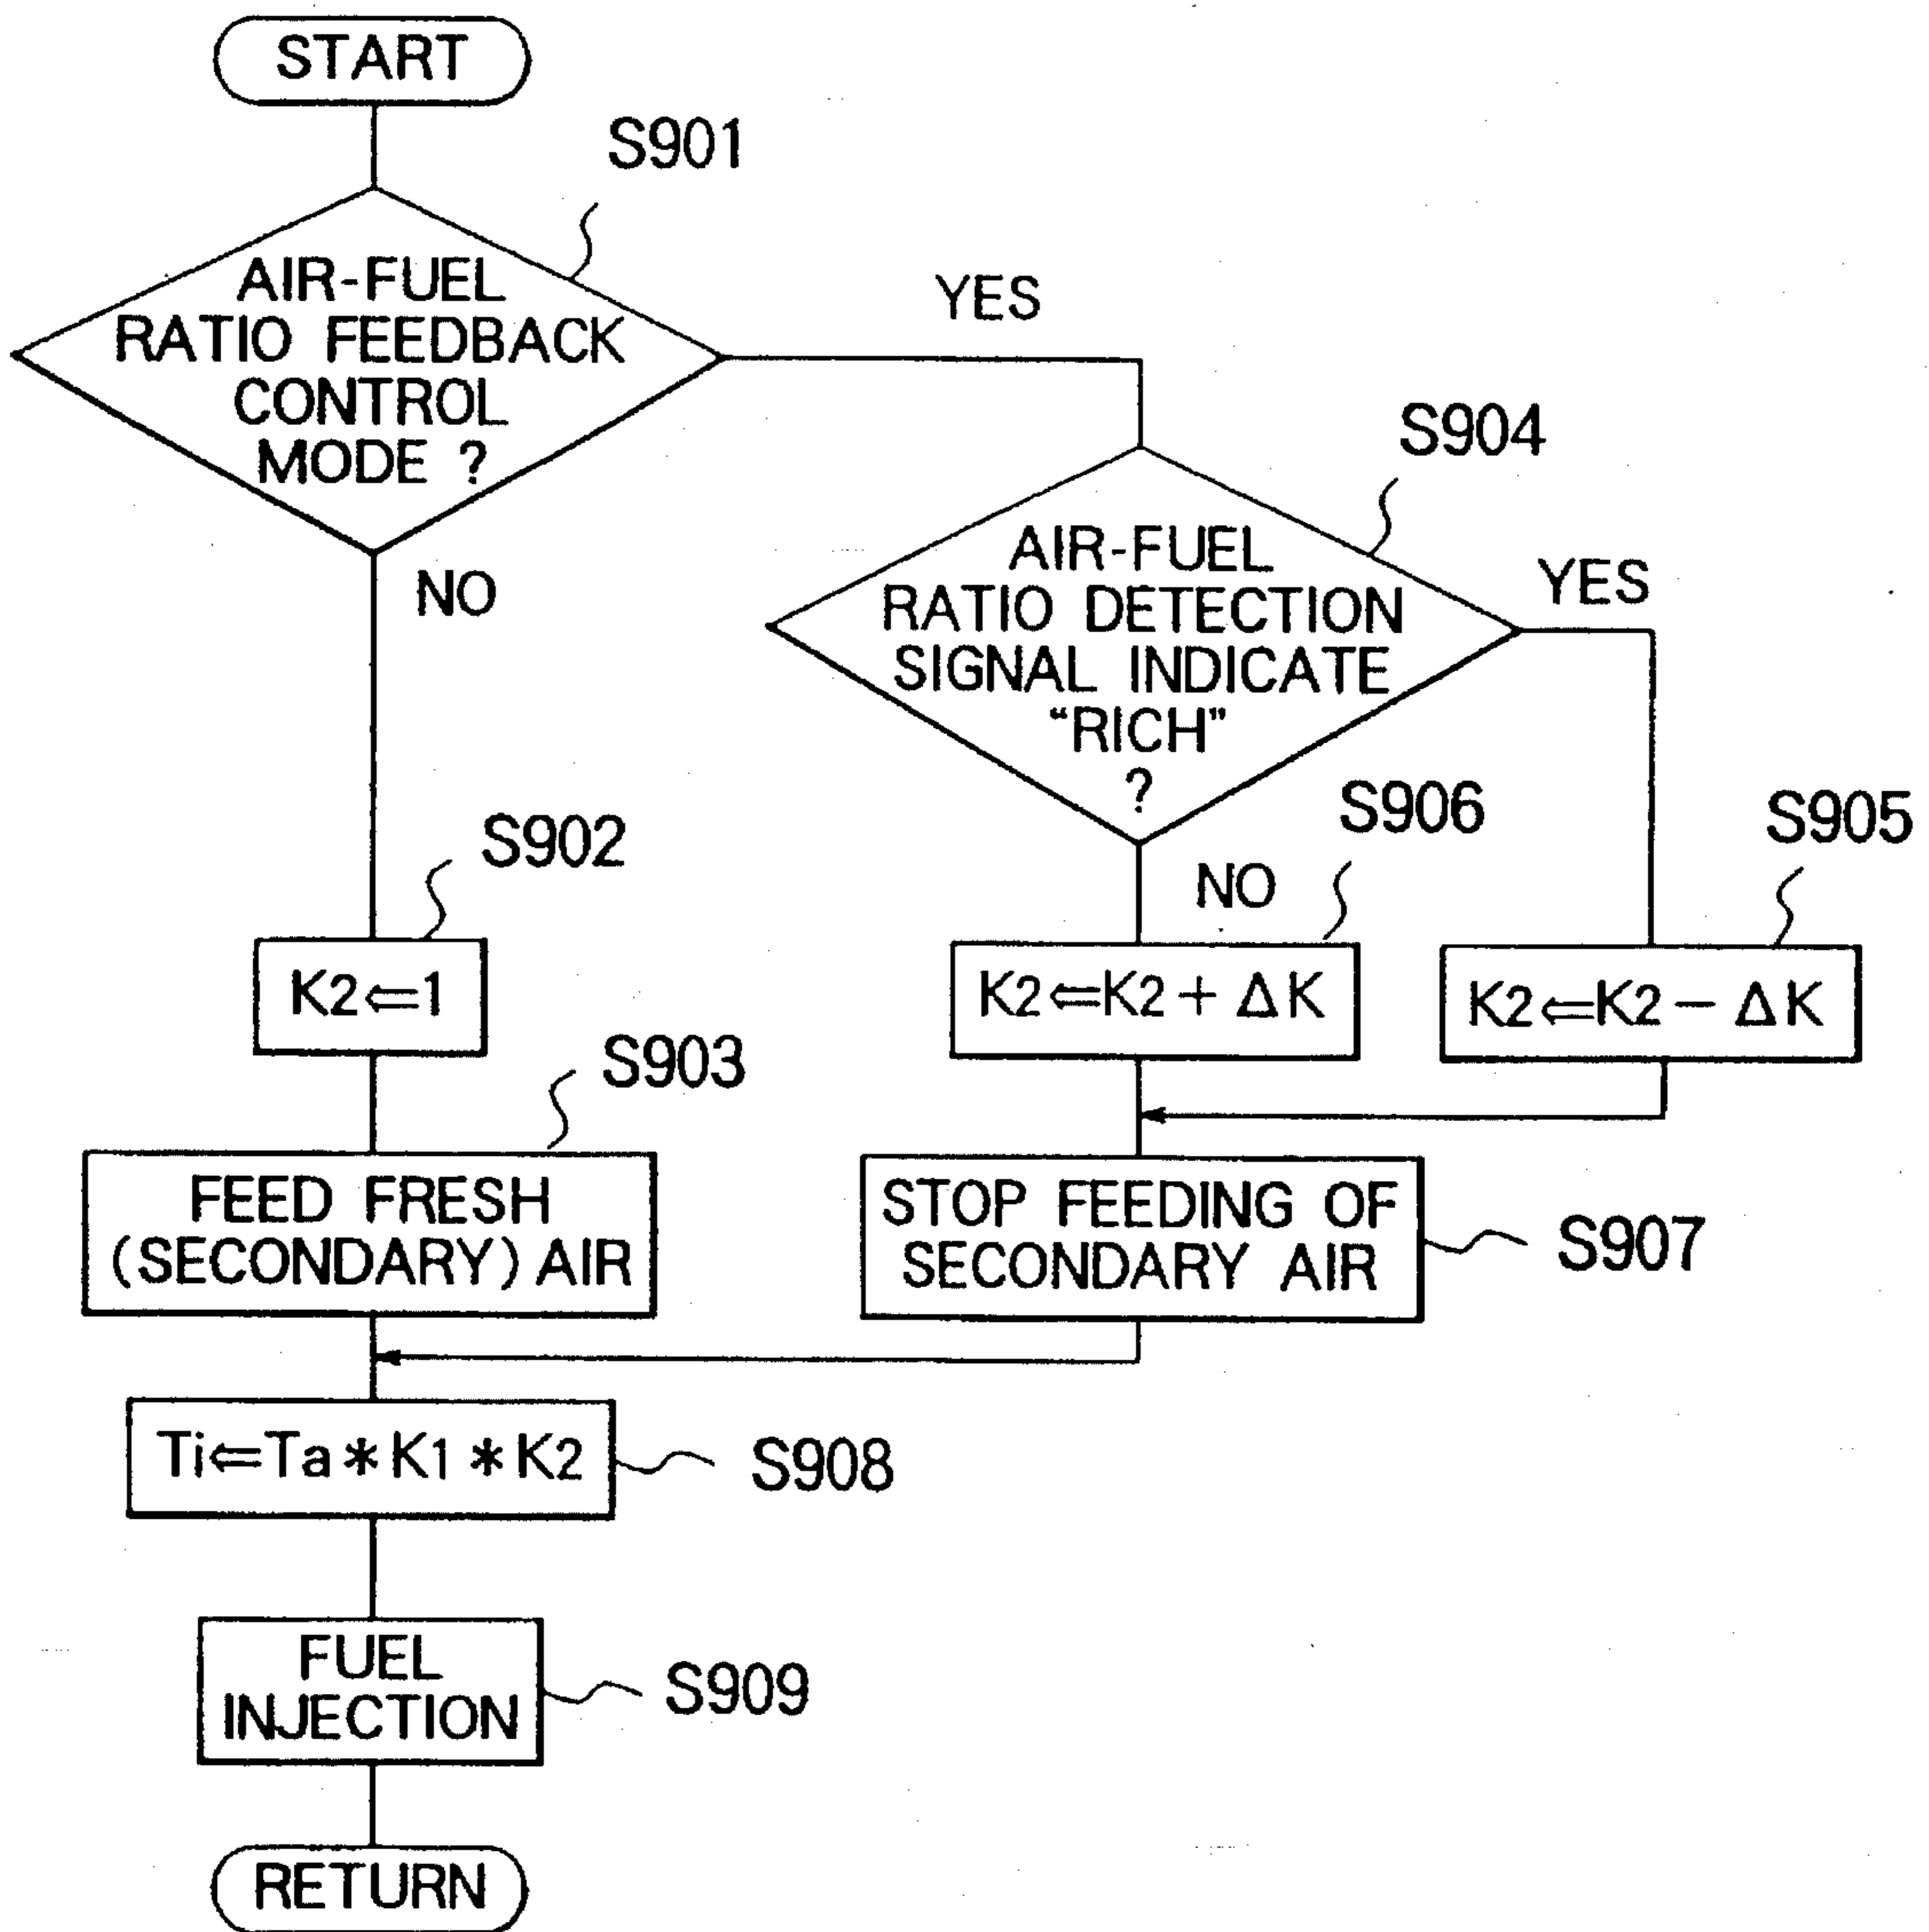 START
S901
AIR-FUEL
RATIO FEEDBACK
CONTROL
MODE ?
YES
NO
S904
AIR-FUEL
RATIO DETECTION
SIGNAL INDICATE
“RICH”
?
YES
NO
S902
K2⇐1
S906
K2⇐K2 + ΔK
S905
K2⇐K2 − ΔK
S903
FEED FRESH
(SECONDARY) AIR
STOP FEEDING OF
SECONDARY AIR
S907
Ti⇐Ta * K1 * K2
S908
FUEL
INJECTION
S909
RETURN